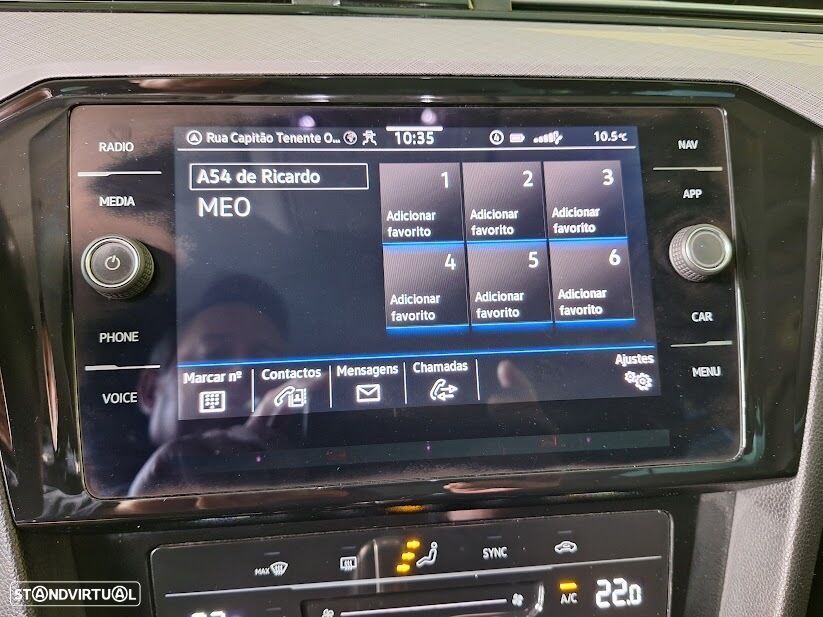 RADIO
MEDIA
PHONE
VOICE
Rua Capitão Tenente O... 10:35 4 10.5°C
A54 de Ricardo
MEO
1 Adicionar favorito
2 Adicionar favorito
3 Adicionar favorito
4 Adicionar favorito
5 Adicionar favorito
6 Adicionar favorito
Marcar nº
Contactos
Mensagens
Chamadas
Ajustes
NAV
APP
CAR
MENU
MAX
SYNC
A/C
22.0
STANDVIRTUAL